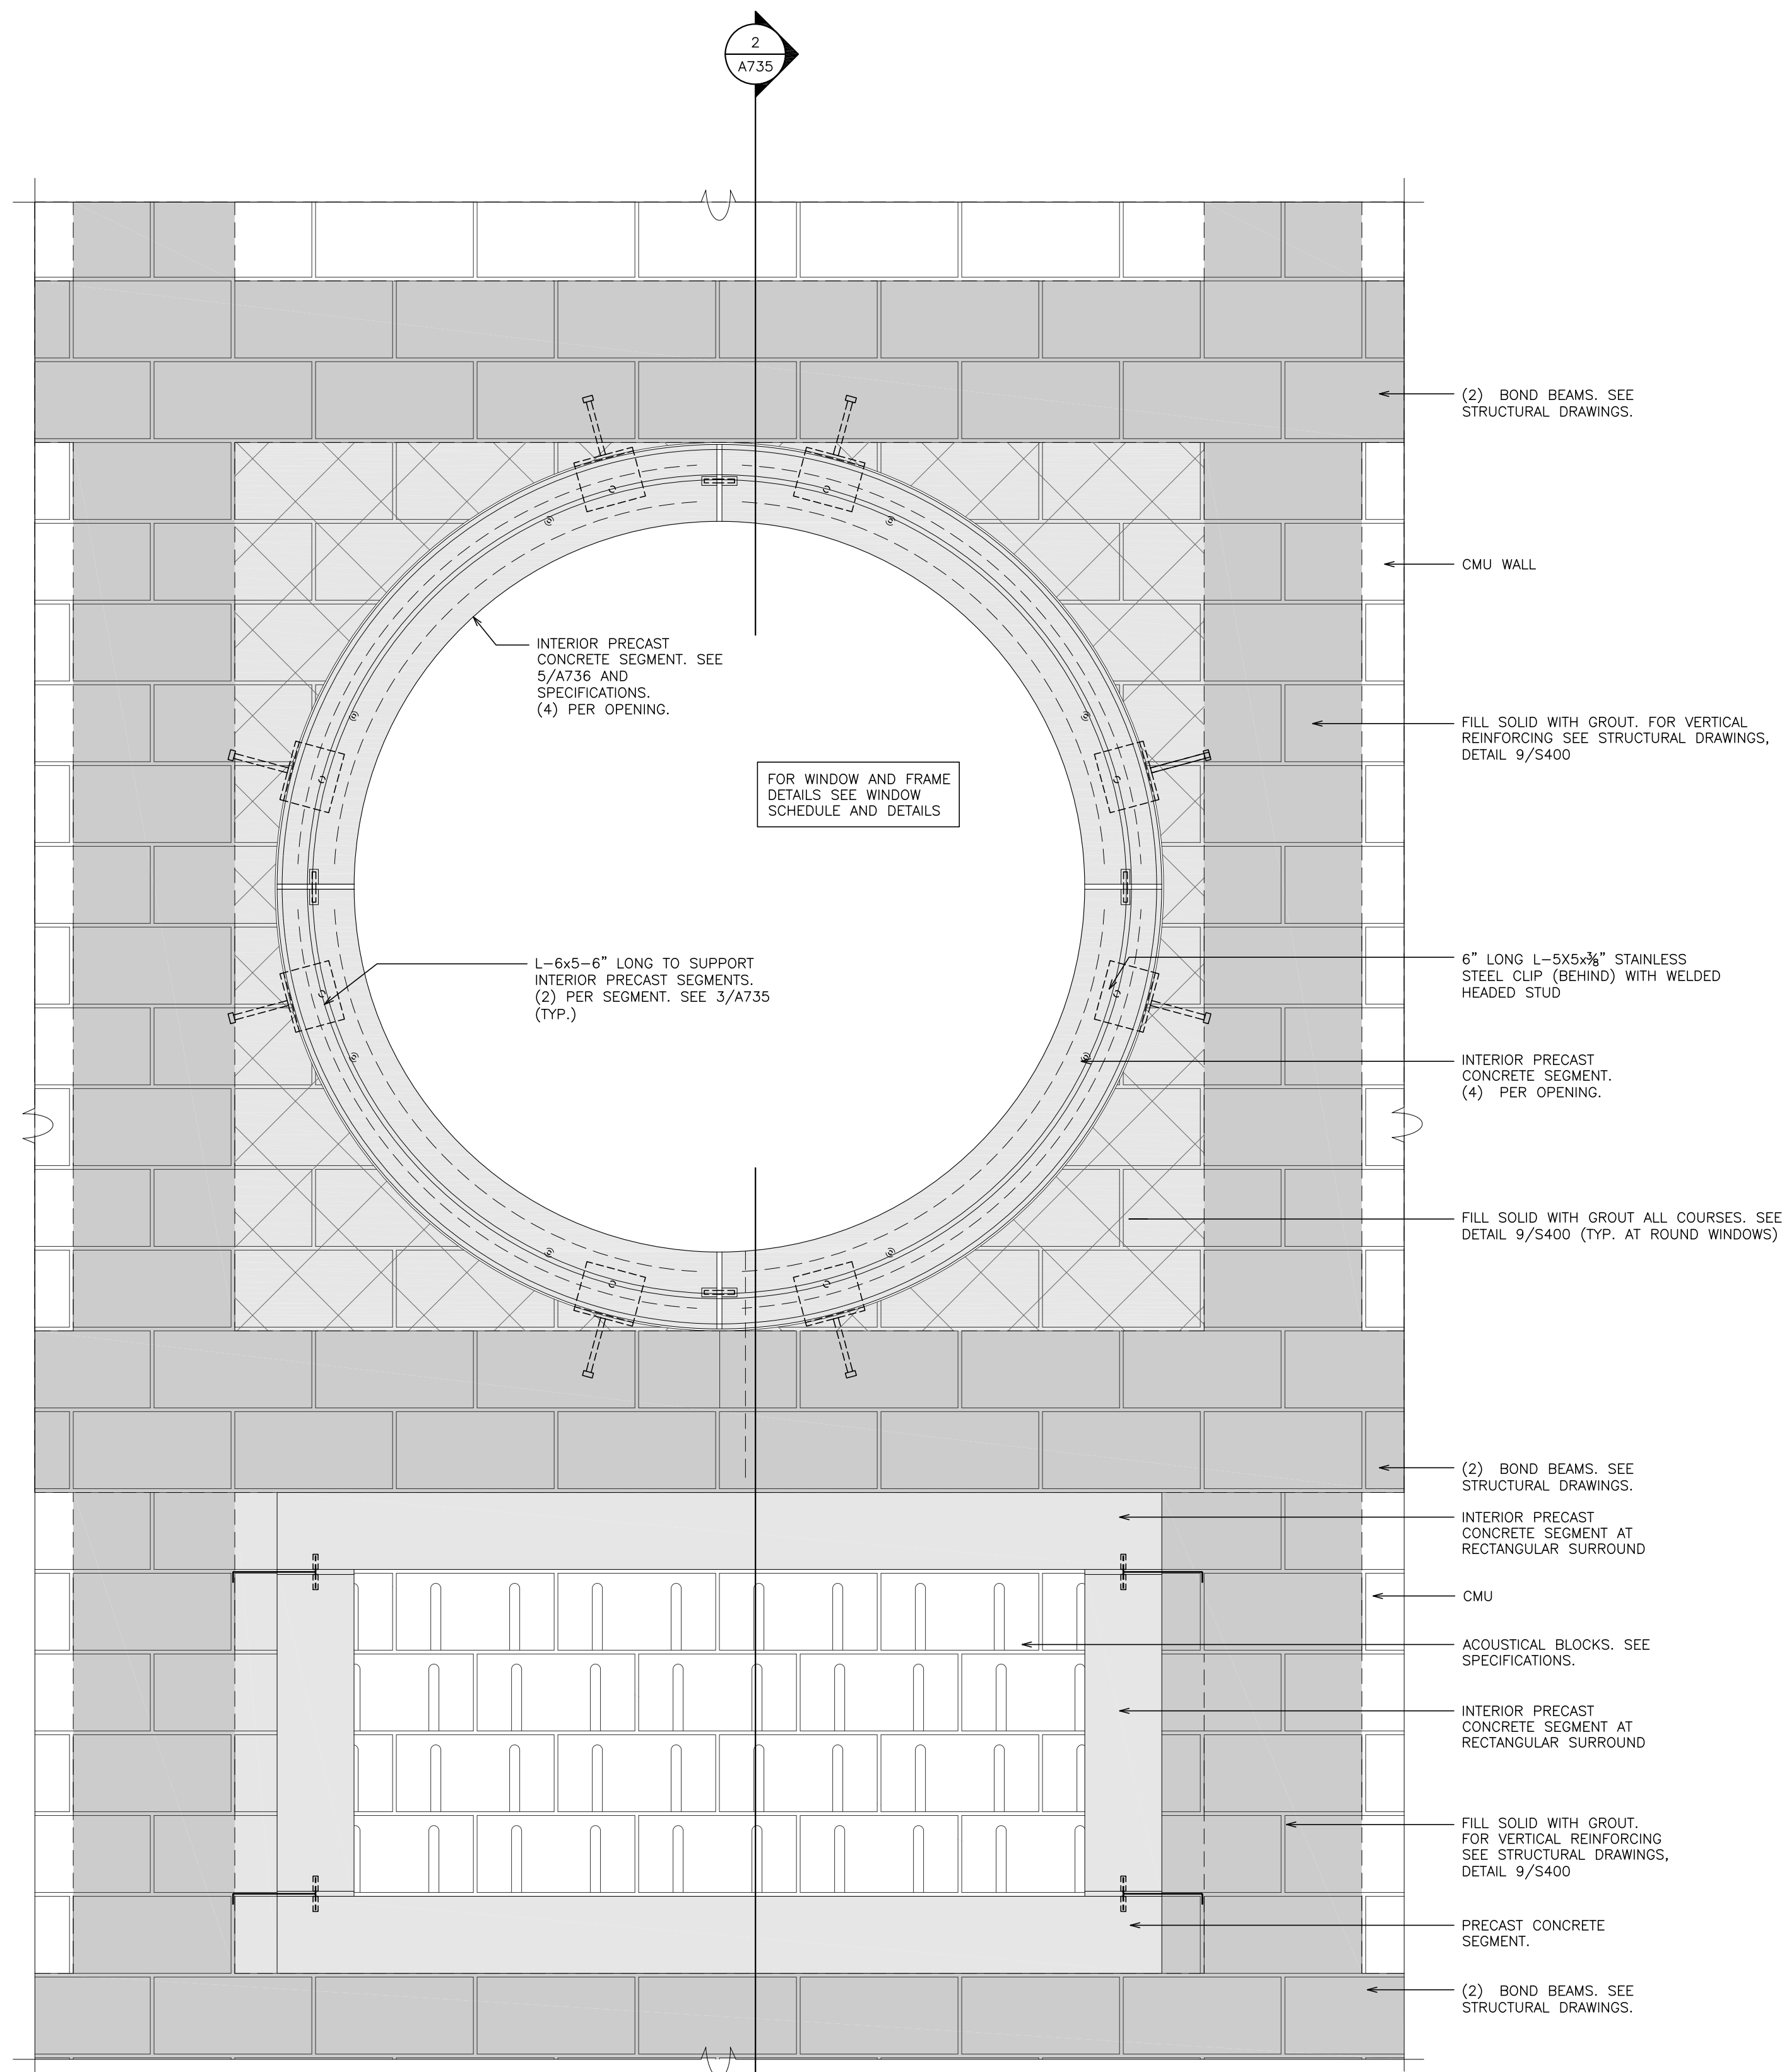 2
A735
(2) BOND BEAMS. SEE
STRUCTURAL DRAWINGS.
CMU WALL
INTERIOR PRECAST
CONCRETE SEGMENT. SEE
5/A736 AND
SPECIFICATIONS.
(4) PER OPENING.
FILL SOLID WITH GROUT. FOR VERTICAL
REINFORCING SEE STRUCTURAL DRAWINGS,
DETAIL 9/S400
FOR WINDOW AND FRAME
DETAILS SEE WINDOW
SCHEDULE AND DETAILS
L-6x5-6" LONG TO SUPPORT
INTERIOR PRECAST SEGMENTS.
(2) PER SEGMENT. SEE 3/A735
(TYP.)
6" LONG L-5X5x⅜" STAINLESS
STEEL CLIP (BEHIND) WITH WELDED
HEADED STUD
INTERIOR PRECAST
CONCRETE SEGMENT.
(4) PER OPENING.
FILL SOLID WITH GROUT ALL COURSES. SEE
DETAIL 9/S400 (TYP. AT ROUND WINDOWS)
(2) BOND BEAMS. SEE
STRUCTURAL DRAWINGS.
INTERIOR PRECAST
CONCRETE SEGMENT AT
RECTANGULAR SURROUND
CMU
ACOUSTICAL BLOCKS. SEE
SPECIFICATIONS.
INTERIOR PRECAST
CONCRETE SEGMENT AT
RECTANGULAR SURROUND
FILL SOLID WITH GROUT.
FOR VERTICAL REINFORCING
SEE STRUCTURAL DRAWINGS,
DETAIL 9/S400
PRECAST CONCRETE
SEGMENT.
(2) BOND BEAMS. SEE
STRUCTURAL DRAWINGS.